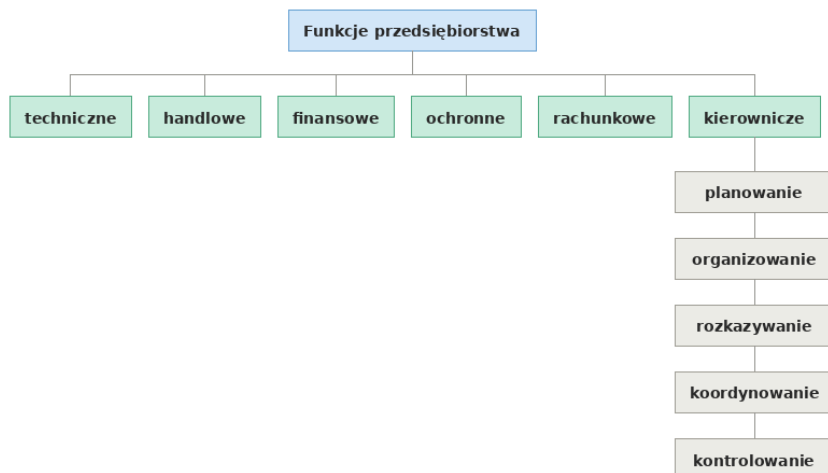 Funkcje przedsiębiorstwa
techniczne
handlowe
finansowe
ochronne
rachunkowe
kierownicze
planowanie
organizowanie
rozkazywanie
koordynowanie
kontrolowanie